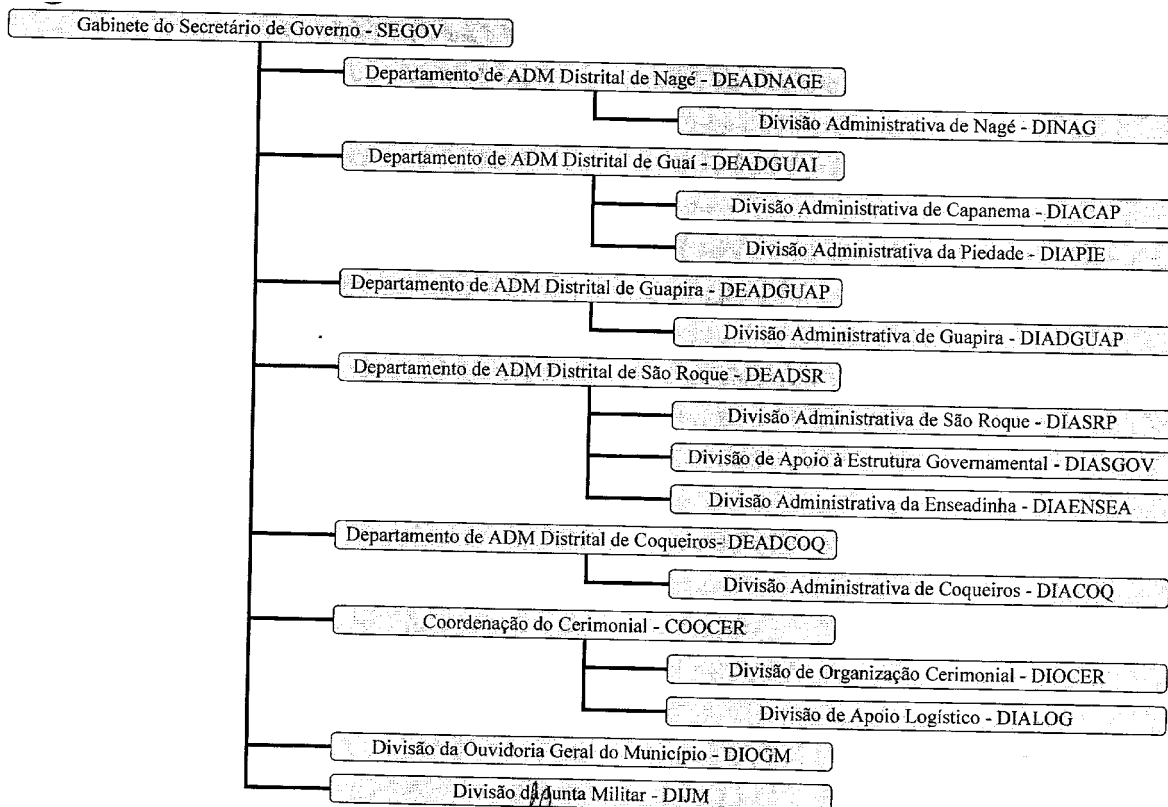 Gabinete do Secretário de Governo - SEGOV
Departamento de ADM Distrital de Nagé - DEADNAGE
Divisão Administrativa de Nagé - DINAG
Departamento de ADM Distrital de Guaí - DEADGUAI
Divisão Administrativa de Capanema - DIACAP
Divisão Administrativa da Piedade - DIAPIE
Departamento de ADM Distrital de Guapira - DEADGUAP
Divisão Administrativa de Guapira - DIADGUAP
Departamento de ADM Distrital de São Roque - DEADSR
Divisão Administrativa de São Roque - DIASRP
Divisão de Apoio à Estrutura Governamental - DIASGOV
Divisão Administrativa da Enseadinha - DIAENSEA
Departamento de ADM Distrital de Coqueiros- DEADCOQ
Divisão Administrativa de Coqueiros - DIACOQ
Coordenação do Cerimonial - COOCER
Divisão de Organização Cerimonial - DIOCER
Divisão de Apoio Logístico - DIALOG
Divisão da Ouvidoria Geral do Município - DIOGM
Divisão da Junta Militar - DIJM